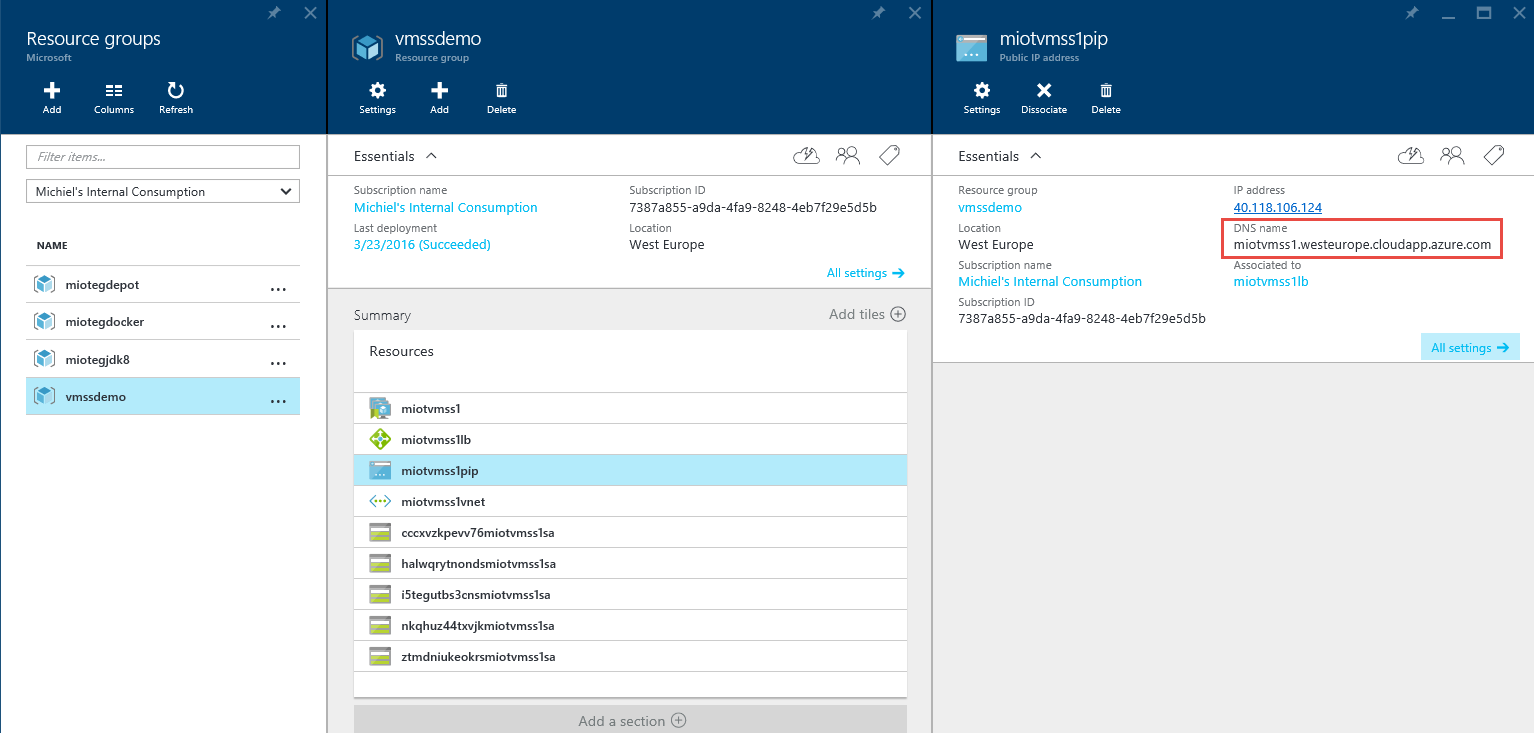 Resource groups
Microsoft
Add
Columns
Refresh
Filter items...
Michiel's Internal Consumption
NAME
miotegdepot
...
miotegdocker
...
miotegjdk8
...
vmssdemo
...
vmssdemo
Resource group
Settings
Add
Delete
Essentials
Subscription name
Michiel's Internal Consumption
Subscription ID
7387a855-a9da-4fa9-8248-4eb7f29e5d5b
Last deployment
3/23/2016 (Succeeded)
Location
West Europe
All settings
Summary
Add tiles
Resources
miotvmss1
miotvmss1lb
miotvmss1pip
miotvmss1vnet
cccxvzkpevv76miotvmss1sa
halwqrytnondsmiotvmss1sa
i5tegutbs3cnsmiotvmss1sa
nkqhuz44txvjkmiotvmss1sa
ztmdniukeokrsmiotvmss1sa
Add a section
miotvmss1pip
Public IP address
Settings
Dissociate
Delete
Essentials
Resource group
vmssdemo
IP address
40.118.106.124
Location
West Europe
DNS name
miotvmss1.westeurope.cloudapp.azure.com
Subscription name
Michiel's Internal Consumption
Associated to
miotvmss1lb
Subscription ID
7387a855-a9da-4fa9-8248-4eb7f29e5d5b
All settings